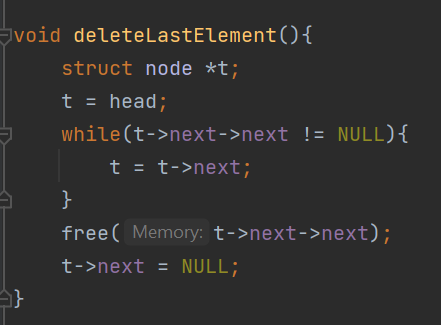 void deleteLastElement(){
    struct node *t;
    t = head;
    while(t->next->next != NULL){
        t = t->next;
    }
    free( Memory: t->next->next);
    t->next = NULL;
}